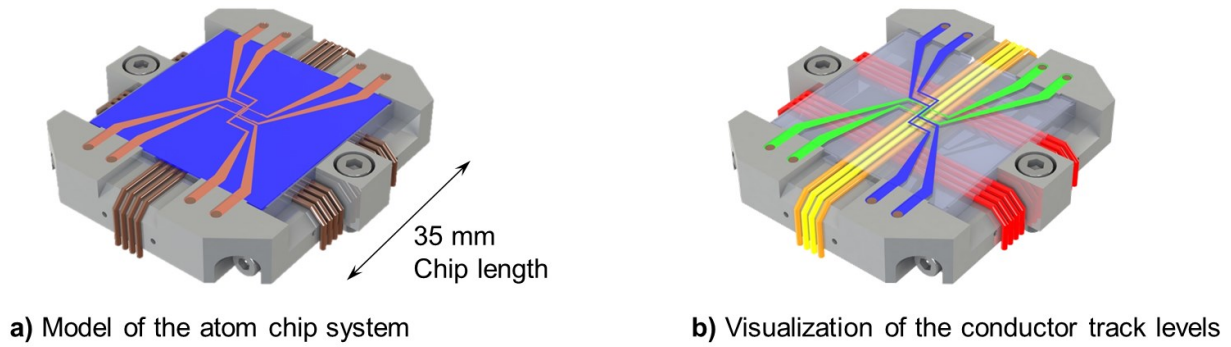 35 mm
Chip length
a) Model of the atom chip system
b) Visualization of the conductor track levels